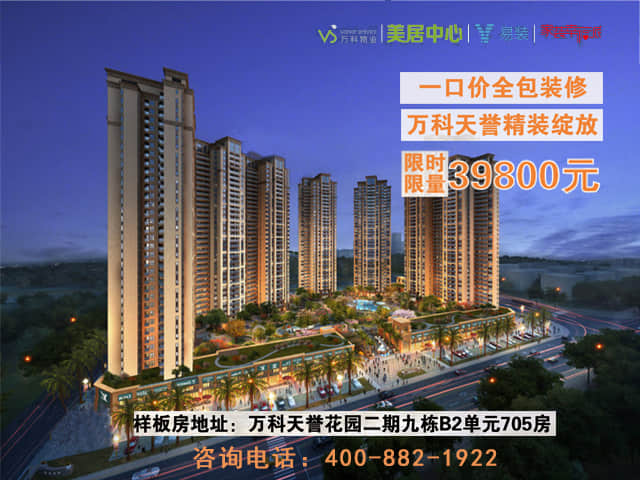 万科物业
美居中心
易装
一口价全包装修
万科天誉精装绽放
限时
限量
39800元
样板房地址：万科天誉花园二期九栋B2单元705房
咨询电话：400-882-1922